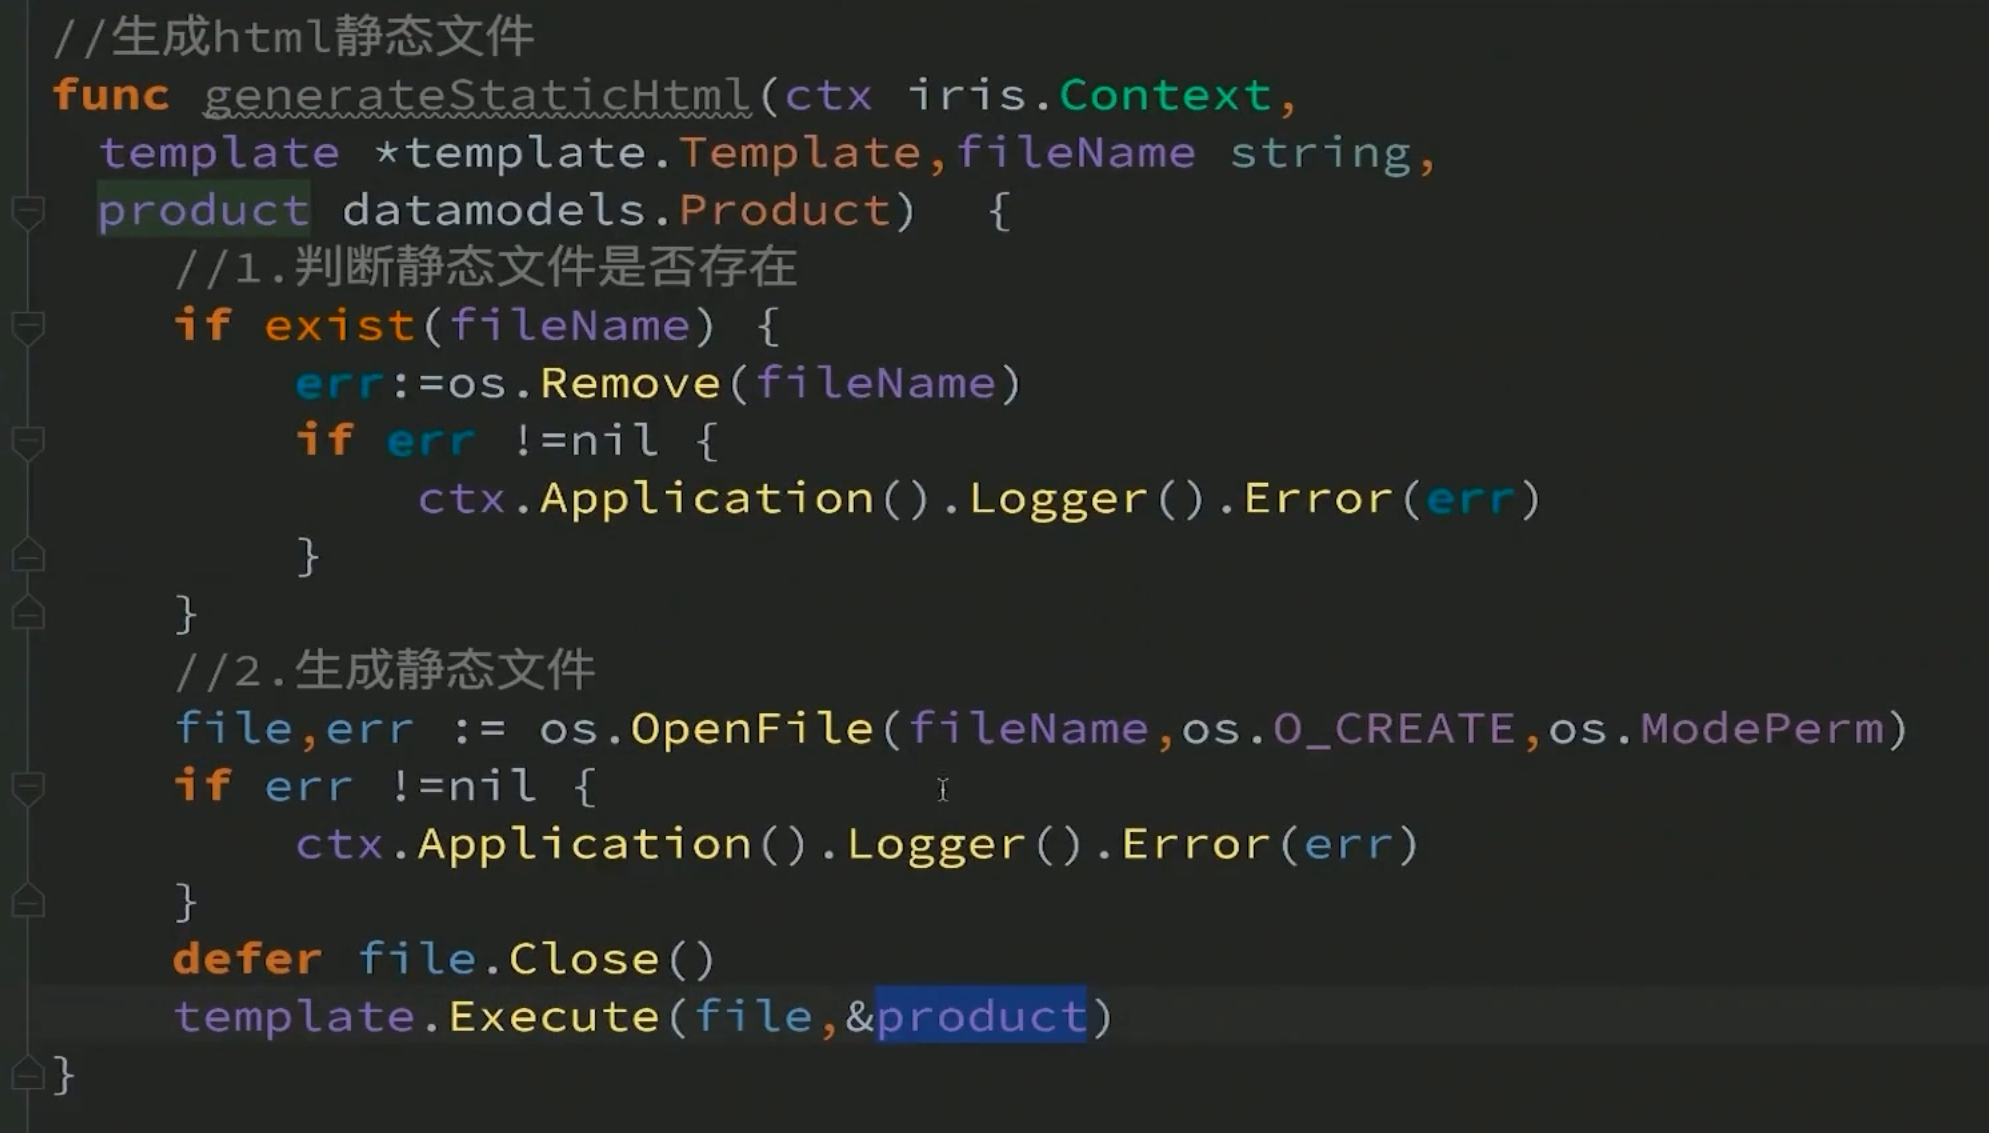 //生成html静态文件
func generateStaticHtml(ctx iris.Context,
template *template.Template,fileName string,
product datamodels.Product)  {
//1.判断静态文件是否存在
if exist(fileName) {
err:=os.Remove(fileName)
if err !=nil {
ctx.Application().Logger().Error(err)
}
}
//2.生成静态文件
file,err := os.OpenFile(fileName,os.O_CREATE,os.ModePerm)
if err !=nil {
ctx.Application().Logger().Error(err)
}
defer file.Close()
template.Execute(file,&product)
}